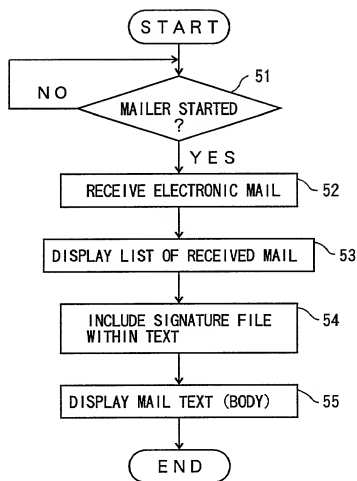 START
51
NO
MAILER STARTED
?
YES
RECEIVE ELECTRONIC MAIL
52
DISPLAY LIST OF RECEIVED MAIL
53
INCLUDE SIGNATURE FILE
WITHIN TEXT
54
DISPLAY MAIL TEXT (BODY)
55
END